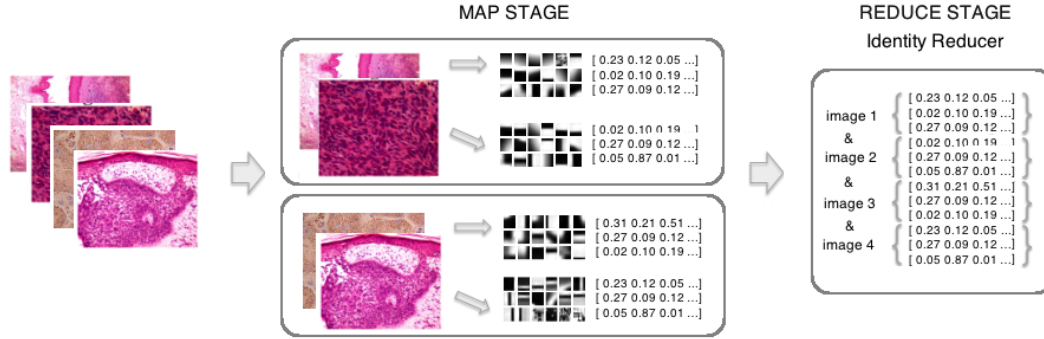 MAP STAGE
[ 0.23 0.12 0.05 ...]
[ 0.02 0.10 0.19 ...]
[ 0.27 0.09 0.12 ...]
[ 0.02 0.10 0.19 ...]
[ 0.27 0.09 0.12 ...]
[ 0.05 0.87 0.01 ...]
[ 0.31 0.21 0.51 ...]
[ 0.27 0.09 0.12 ...]
[ 0.02 0.10 0.19 ...]
[ 0.23 0.12 0.05 ...]
[ 0.27 0.09 0.12 ...]
[ 0.05 0.87 0.01 ...]
REDUCE STAGE
Identity Reducer
image 1
&
image 2
&
image 3
&
image 4
[ 0.23 0.12 0.05 ...]
[ 0.02 0.10 0.19 ...]
[ 0.27 0.09 0.12 ...]
[ 0.02 0.10 0.19 ...]
[ 0.27 0.09 0.12 ...]
[ 0.05 0.87 0.01 ...]
[ 0.31 0.21 0.51 ...]
[ 0.27 0.09 0.12 ...]
[ 0.02 0.10 0.19 ...]
[ 0.23 0.12 0.05 ...]
[ 0.27 0.09 0.12 ...]
[ 0.05 0.87 0.01 ...]